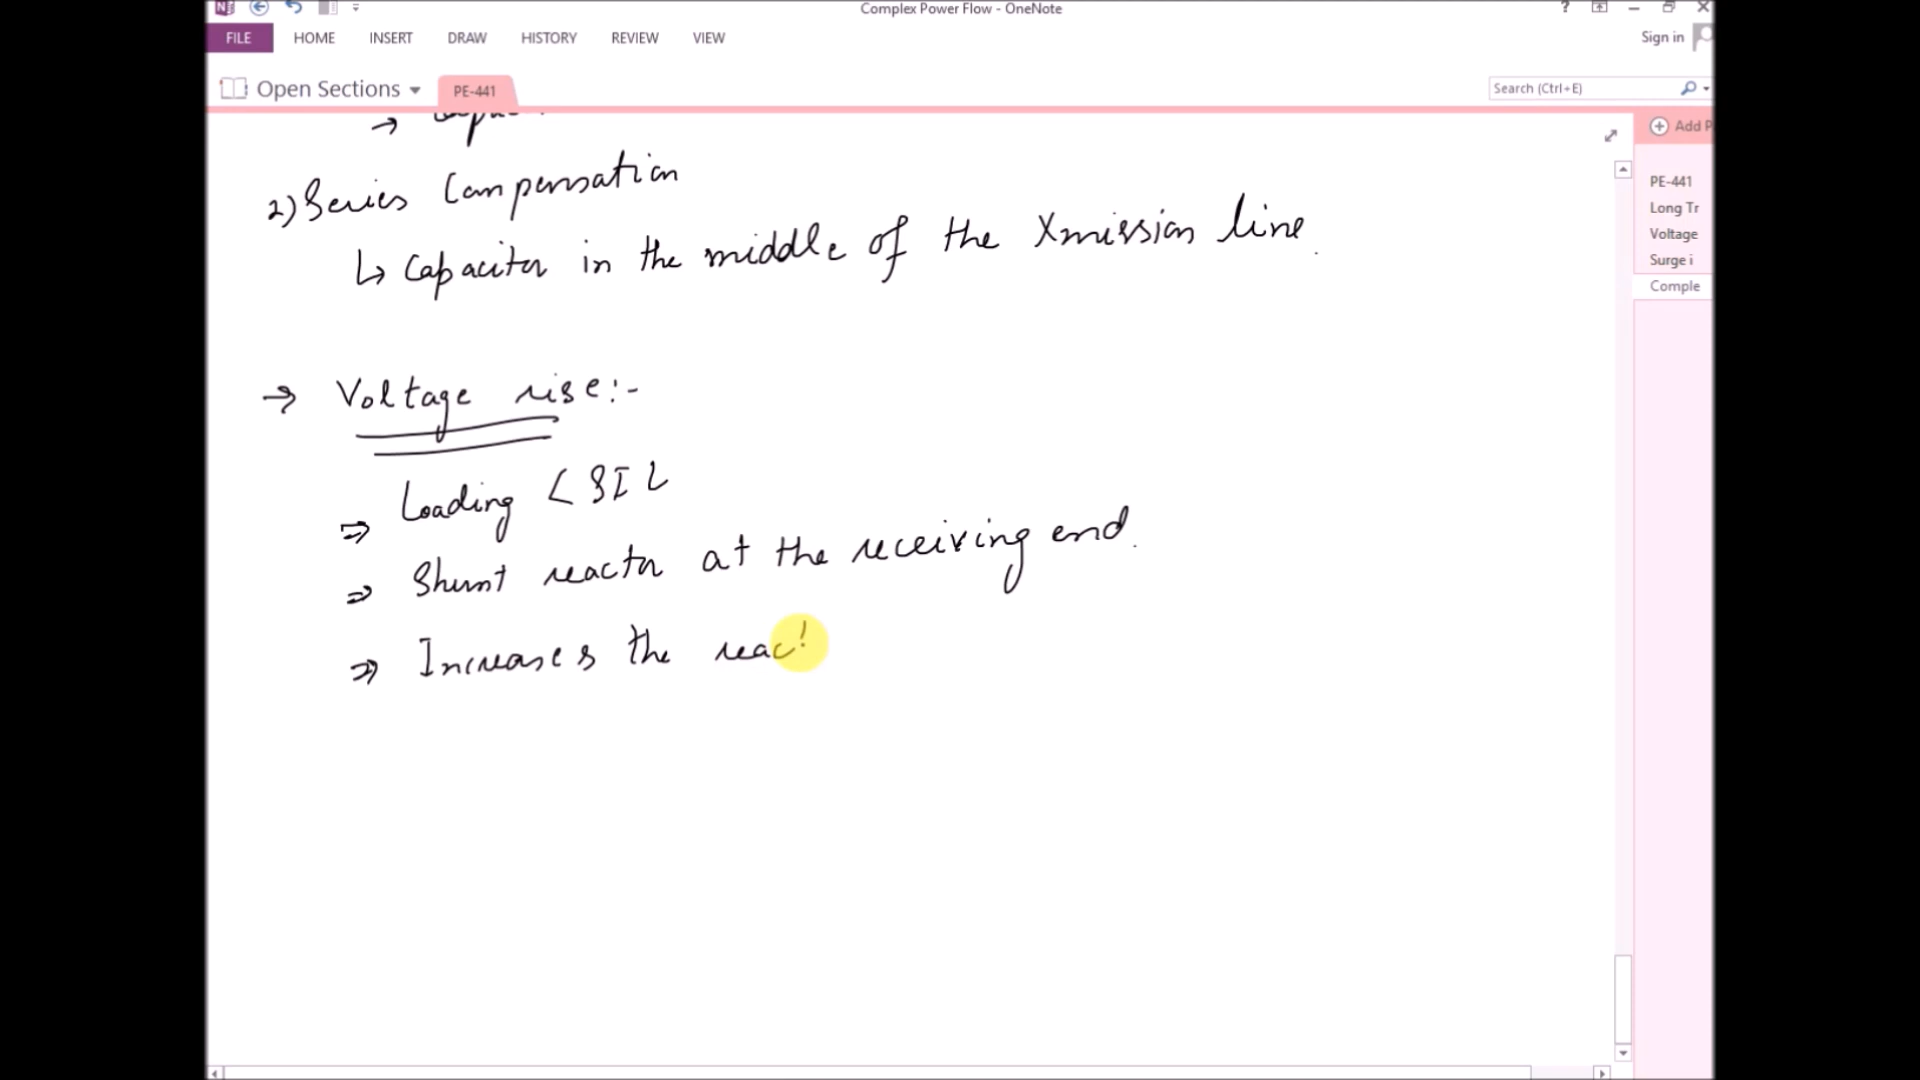 Complex Power Flow - OneNote
FILE HOME INSERT DRAW HISTORY REVIEW VIEW
Sign in
Open Sections PE-441
Search (Ctrl+E)
Add P
PE-441
Long Tr
Voltage
Surge i
Comple
2) Series Compensation
↳ Capacitor in the middle of the Xmission line.
→ Voltage rise:-
⇒ Loading < SIL
⇒ Shunt reactor at the receiving end.
⇒ Increases the react